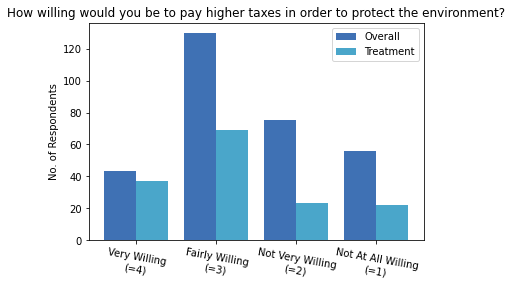 How willing would you be to pay higher taxes in order to protect the environment?
Overall
Treatment
No. of Respondents
120
100
80
60
40
20
0
Very Willing
(=4)
Fairly Willing
(=3)
Not Very Willing
(=2)
Not At All Willing
(=1)